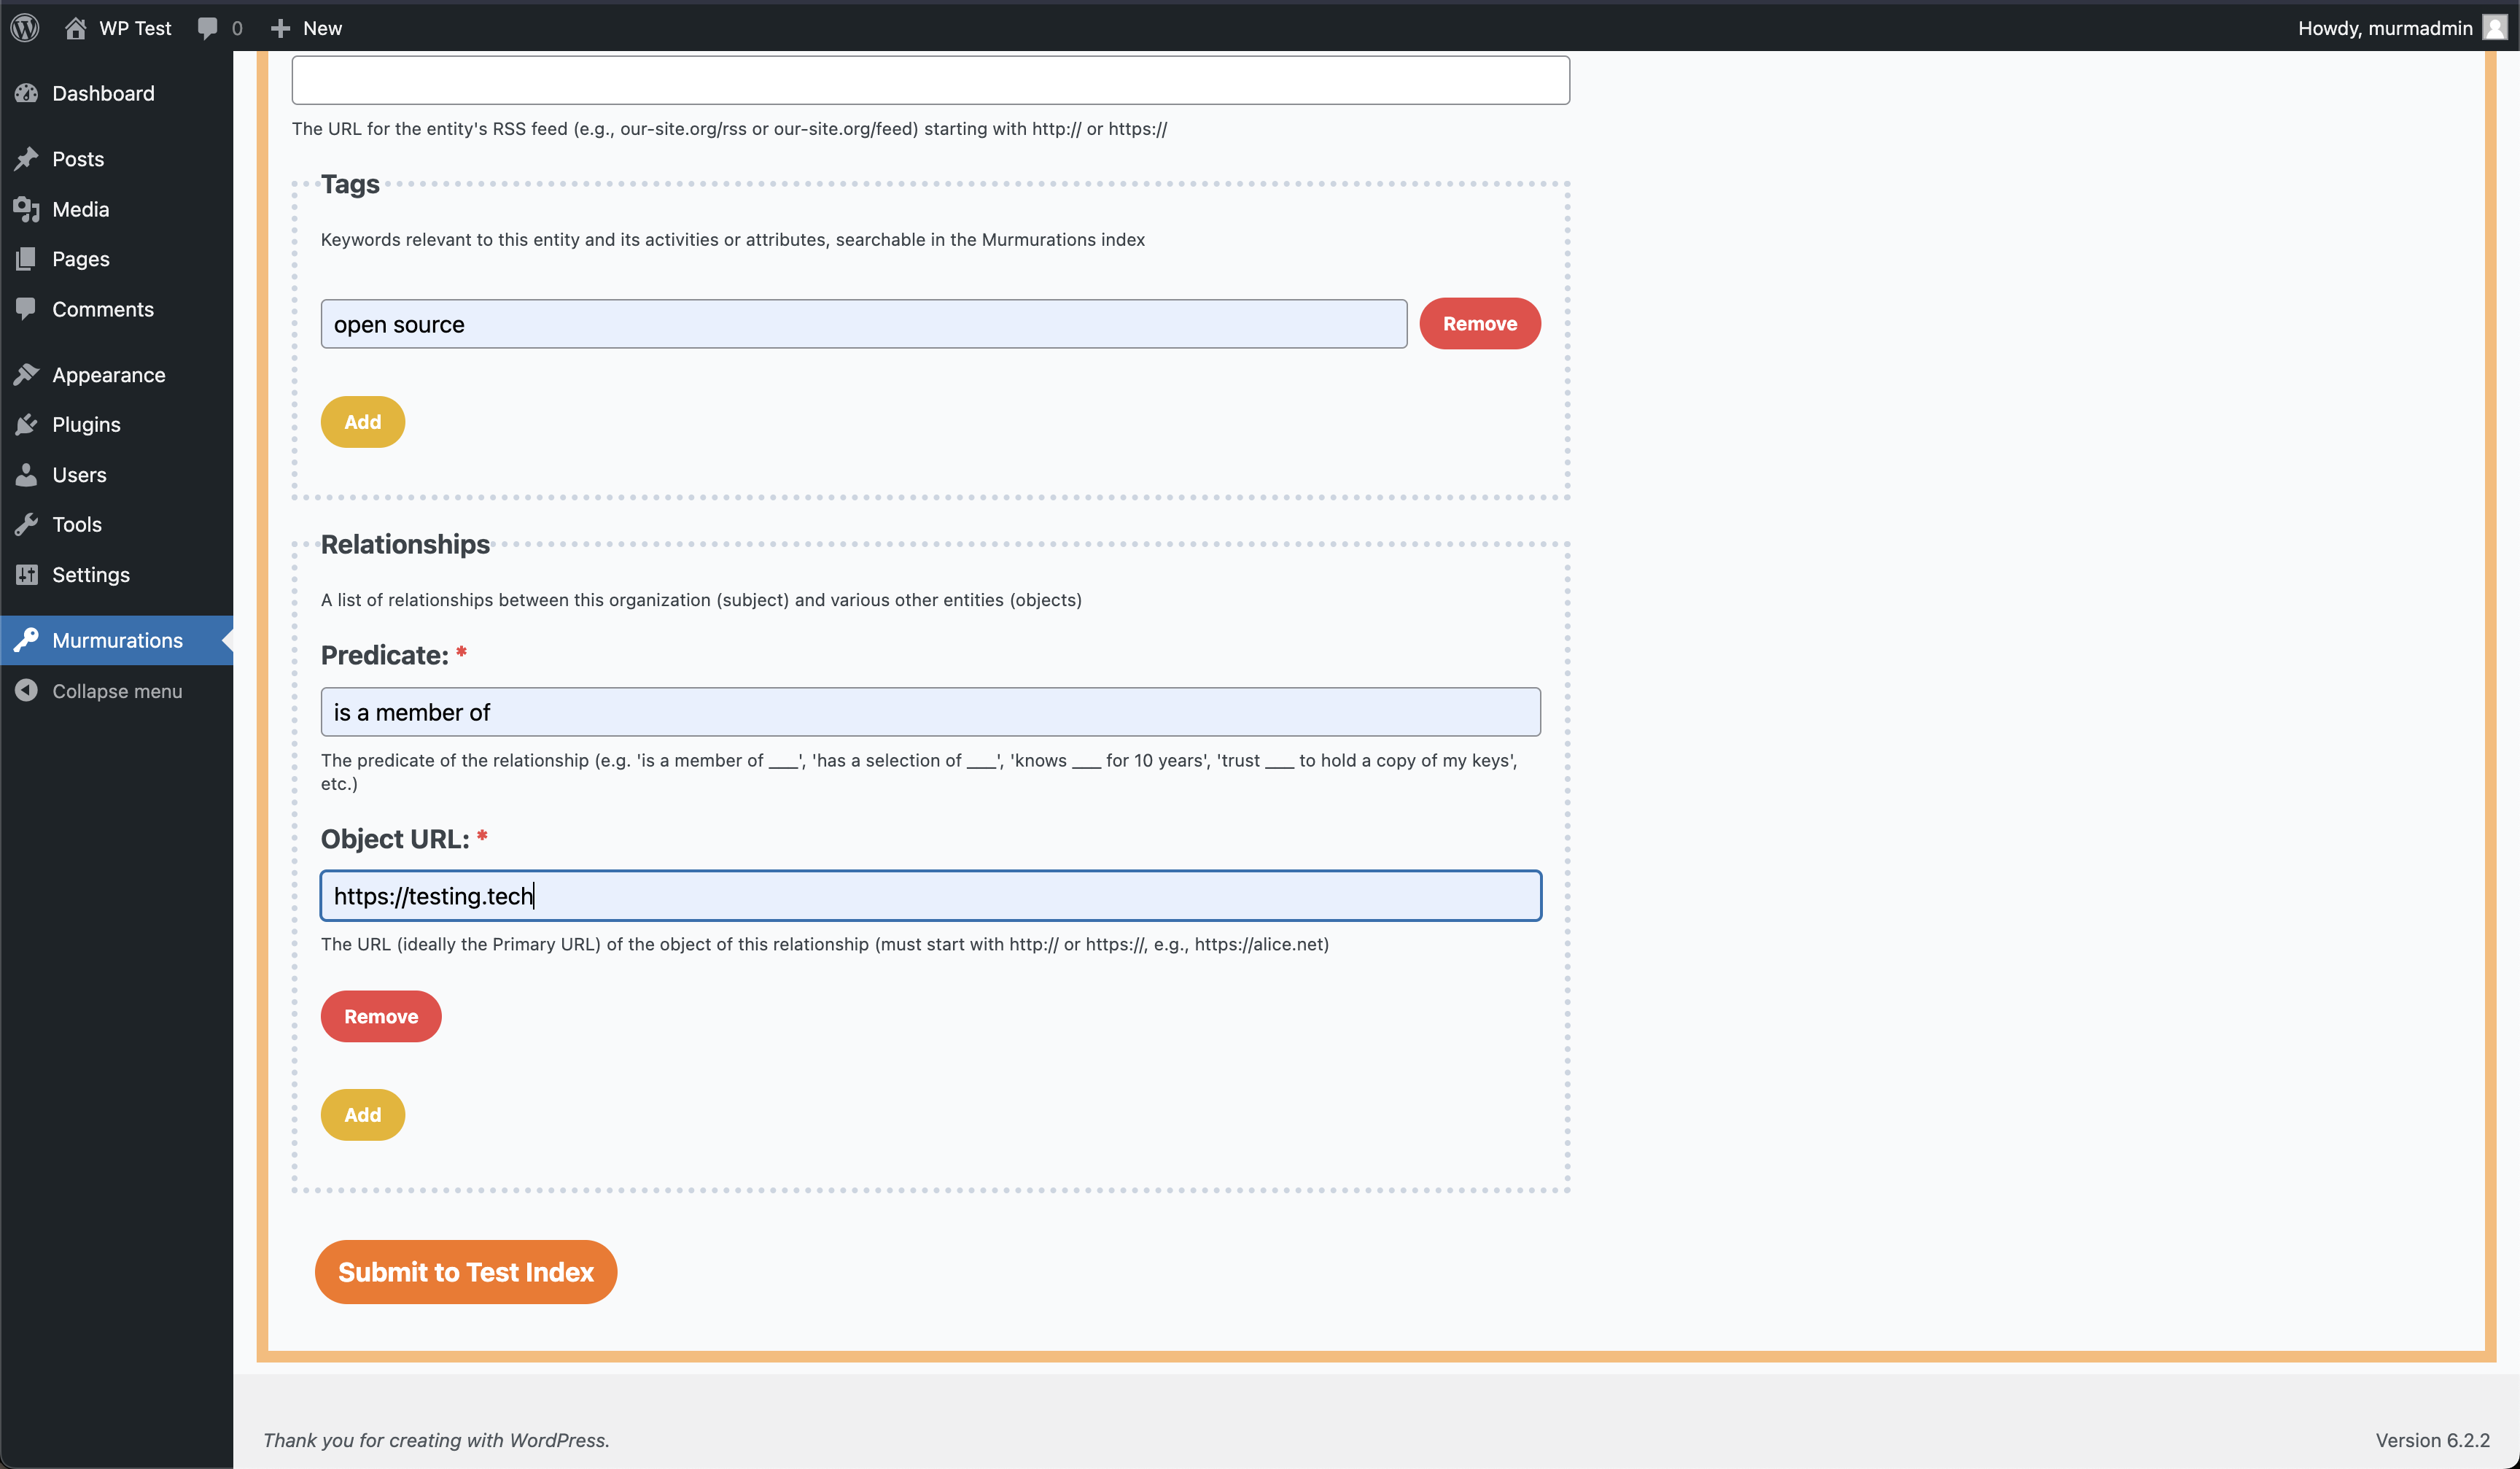 WP Test
0
New
Howdy, murmadmin
Dashboard
Posts
Media
Pages
Comments
Appearance
Plugins
Users
Tools
Settings
Murmurations
Collapse menu
The URL for the entity's RSS feed (e.g., our-site.org/rss or our-site.org/feed) starting with http:// or https://
Tags
Keywords relevant to this entity and its activities or attributes, searchable in the Murmurations index
open source
Remove
Add
Relationships
A list of relationships between this organization (subject) and various other entities (objects)
Predicate: *
is a member of
The predicate of the relationship (e.g. 'is a member of ___', 'has a selection of ___', 'knows ___ for 10 years', 'trust ___ to hold a copy of my keys',
etc.)
Object URL: *
https://testing.tech
The URL (ideally the Primary URL) of the object of this relationship (must start with http:// or https://, e.g., https://alice.net)
Remove
Add
Submit to Test Index
Thank you for creating with WordPress.
Version 6.2.2